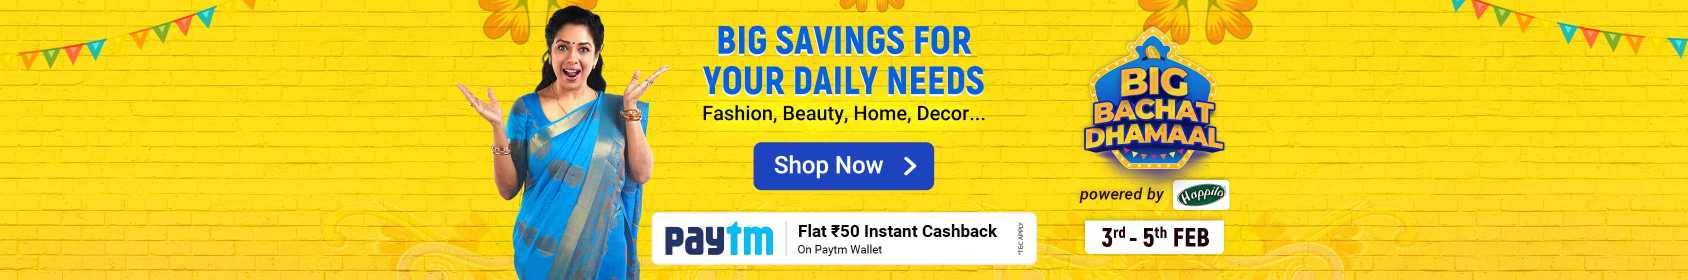 BIG SAVINGS FOR
YOUR DAILY NEEDS
Fashion, Beauty, Home, Decor...
Shop Now
paytm
Flat ₹50 Instant Cashback
On Paytm Wallet
*T&C APPLY
BIG
BACHAT
DHAMAAL
powered by Happilo
3rd - 5th FEB